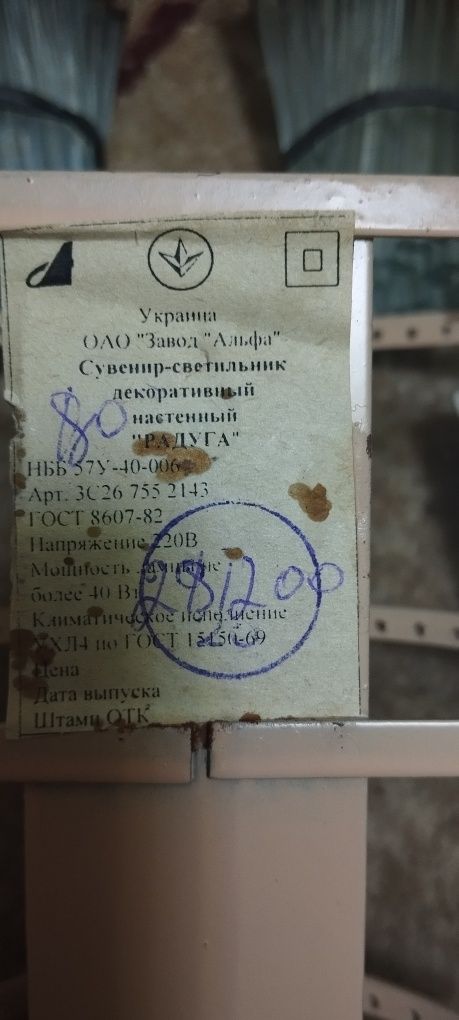 Украина
ОАО "Завод "Альфа"
Сувенир-светильник
декоративный
80 настенный
"РАДУГА"
НББ 57У-40-006
Арт. 3С26 755 2143
ГОСТ 8607-82
Напряжение 220В
Мощность лампы не
более 40 Вт
Климатическое исполнение
УХЛ4 по ГОСТ 15150-69
Цена
Дата выпуска
Штамп ОТК